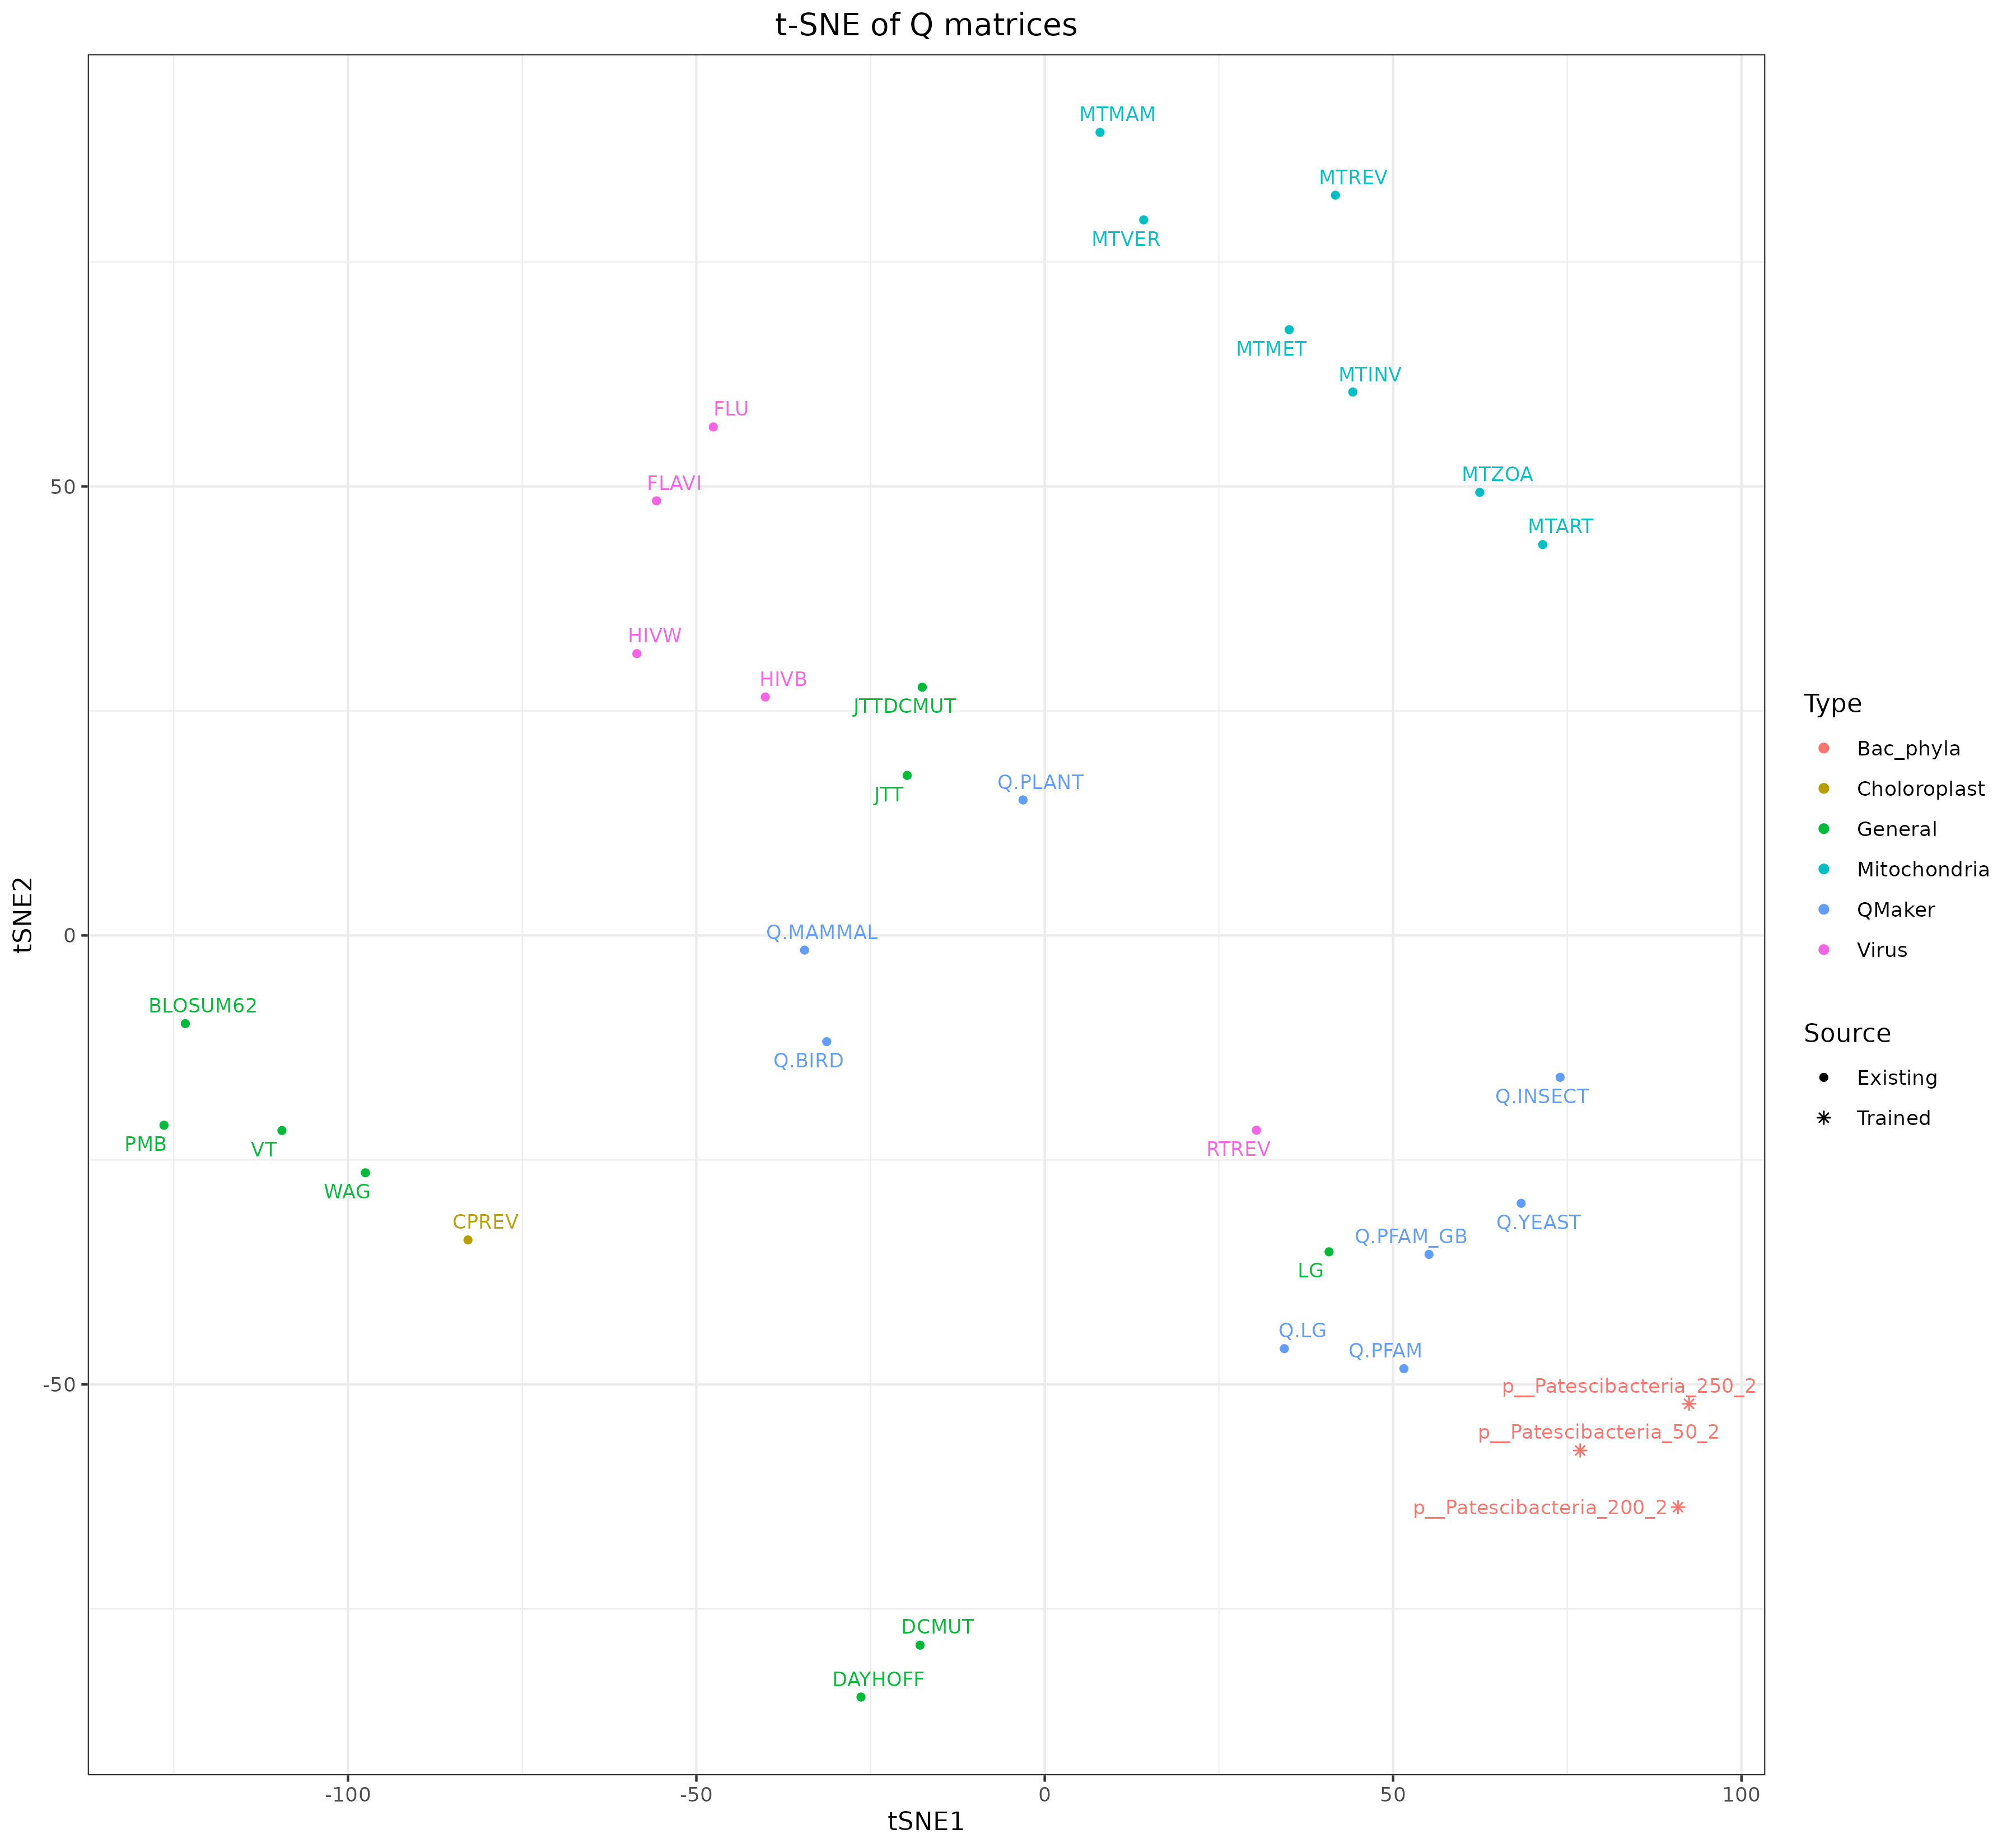 t-SNE of Q matrices
MTMAM
MTREV
MTVER
MTMET
MTINV
FLU
MTZOA
FLAVI
50
MTART
HIVW
HIVB
JTTDCMUT
Q.PLANT
JTT
Q.MAMMAL
0
BLOSUM62
Q.BIRD
Q.INSECT
PMB
VT
RTREV
WAG
CPREV
Q.YEAST
Q.PFAM_GB
LG
Q.LG
Q.PFAM
-50
p__Patescibacteria_250_2
p__Patescibacteria_50_2
p__Patescibacteria_200_2
DCMUT
DAYHOFF
-100 -50 0 50 100
tSNE1
tSNE2
Type
Bac_phyla
Choloroplast
General
Mitochondria
QMaker
Virus
Source
Existing
Trained